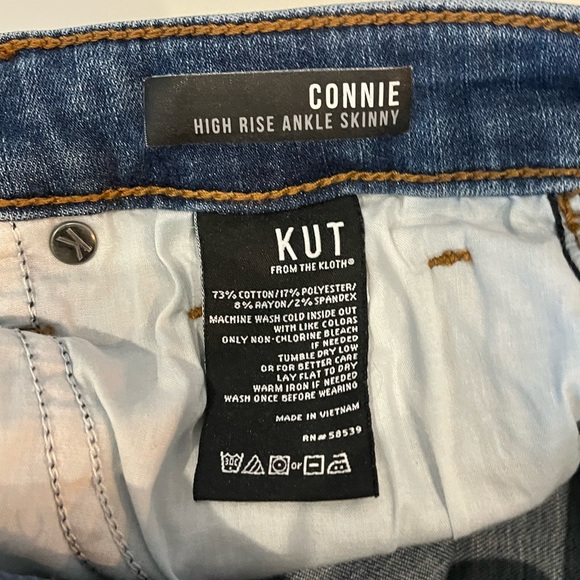 CONNIE
HIGH RISE ANKLE SKINNY
K
KUT
FROM THE KLOTH®
73% COTTON/17% POLYESTER/
8% RAYON/2% SPANDEX
MACHINE WASH COLD INSIDE OUT
WITH LIKE COLORS
ONLY NON-CHLORINE BLEACH
IF NEEDED
TUMBLE DRY LOW
OR FOR BETTER CARE
LAY FLAT TO DRY
WARM IRON IF NEEDED
WASH ONCE BEFORE WEARING
MADE IN VIETNAM
RN# 58539
30C or